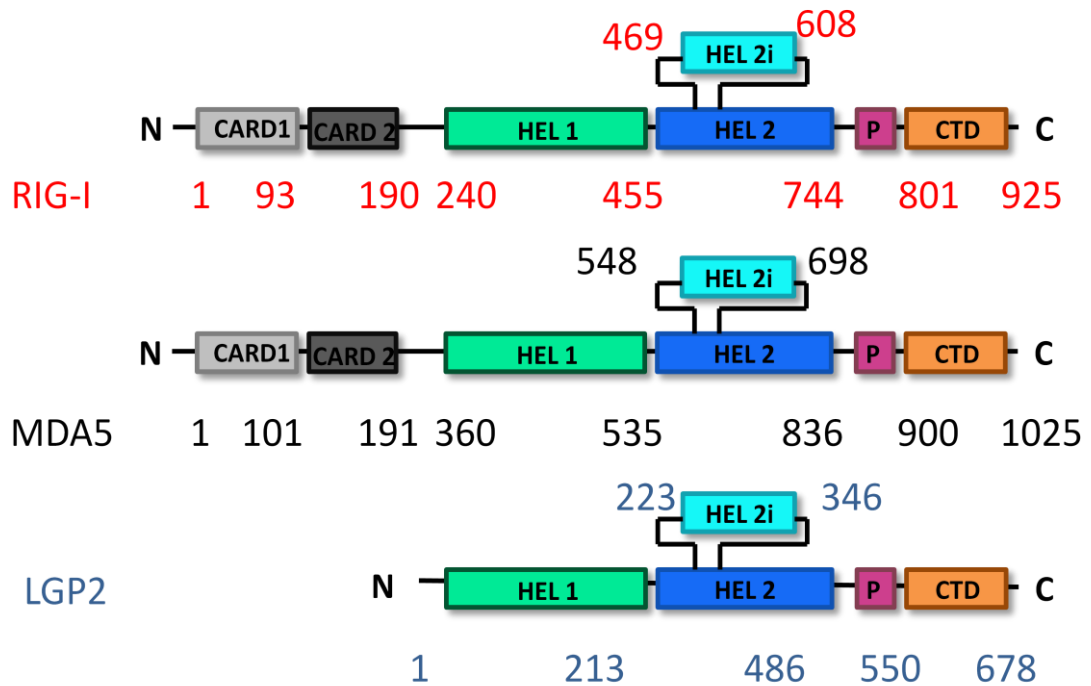 469 608
HEL 2i
N CARD1 CARD 2 HEL 1 HEL 2 P CTD C
RIG-I 1 93 190 240 455 744 801 925
548 698
HEL 2i
N CARD1 CARD 2 HEL 1 HEL 2 P CTD C
MDA5 1 101 191 360 535 836 900 1025
223 346
HEL 2i
LGP2 N HEL 1 HEL 2 P CTD C
1 213 486 550 678